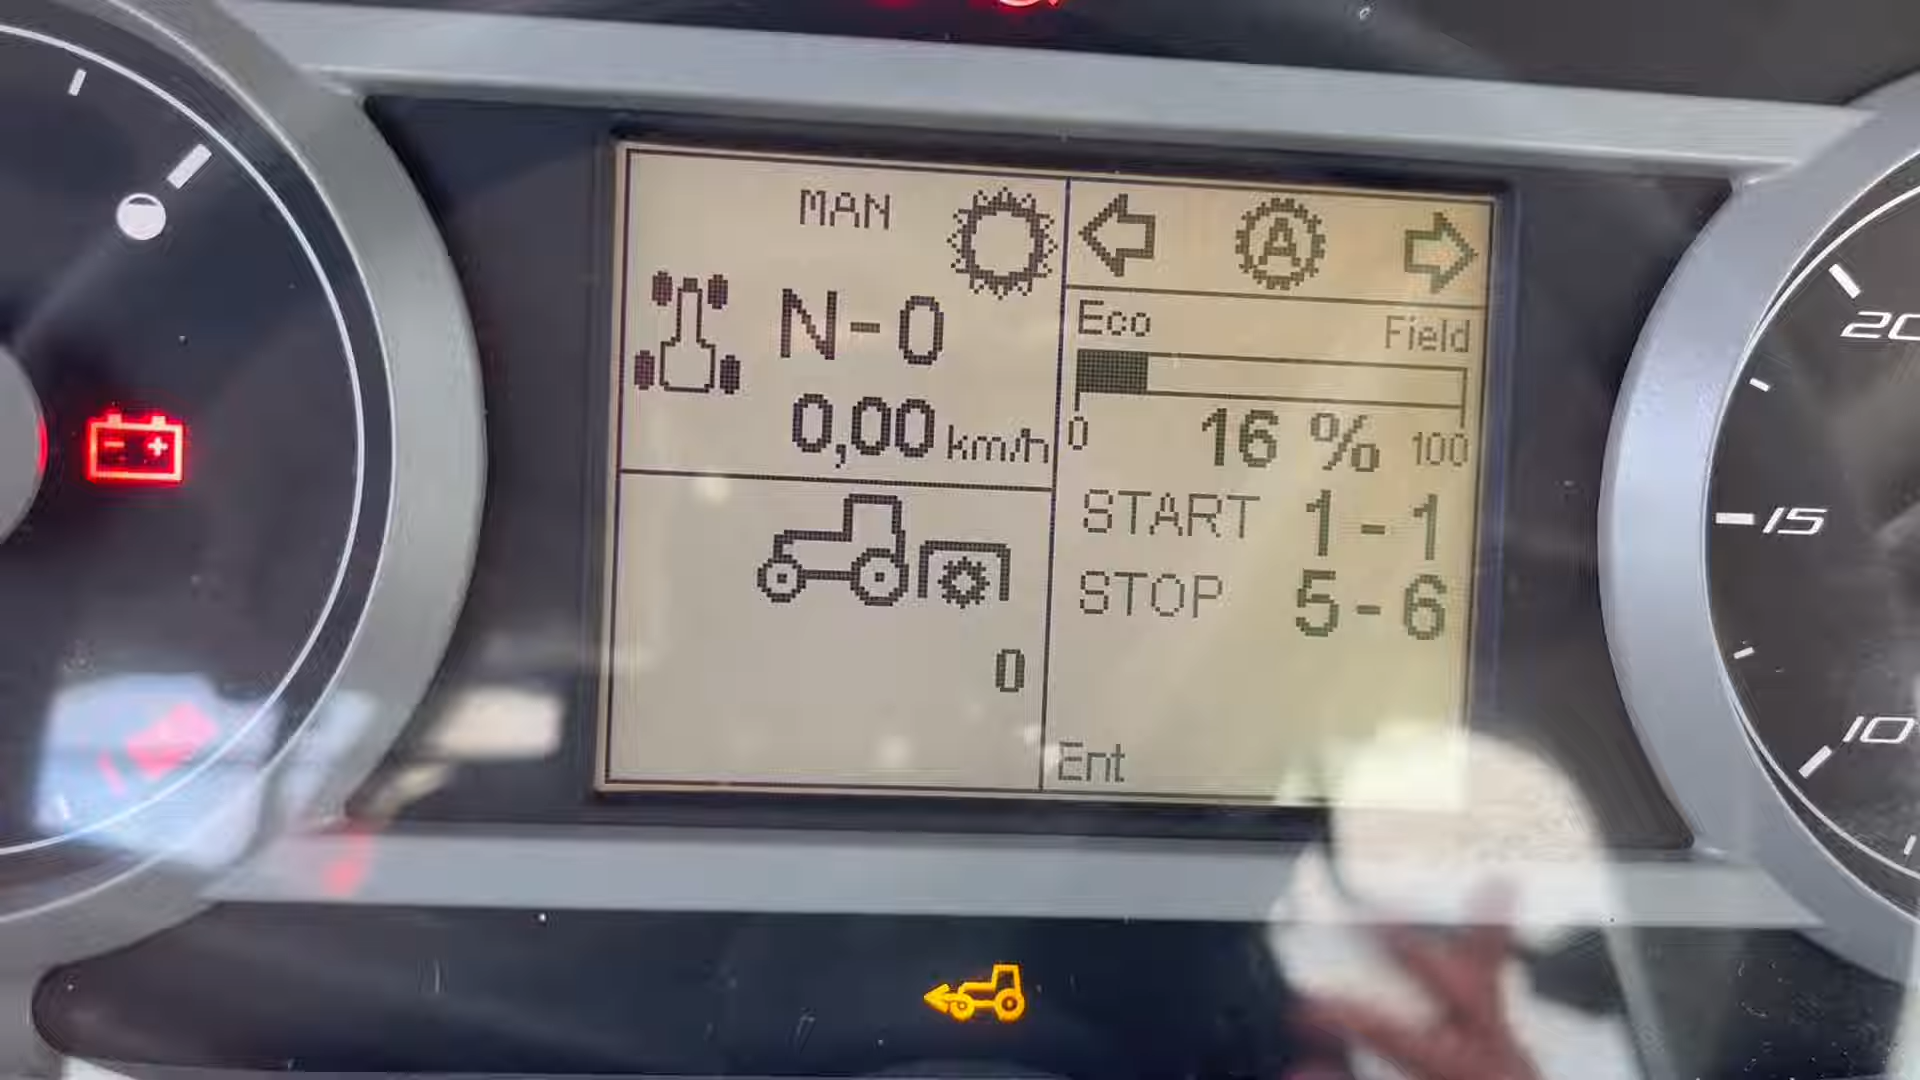 MAN
N-0
0,00 km/h
0
A
Eco Field
0 16 % 100
START 1-1
STOP 5-6
Ent
20
15
10